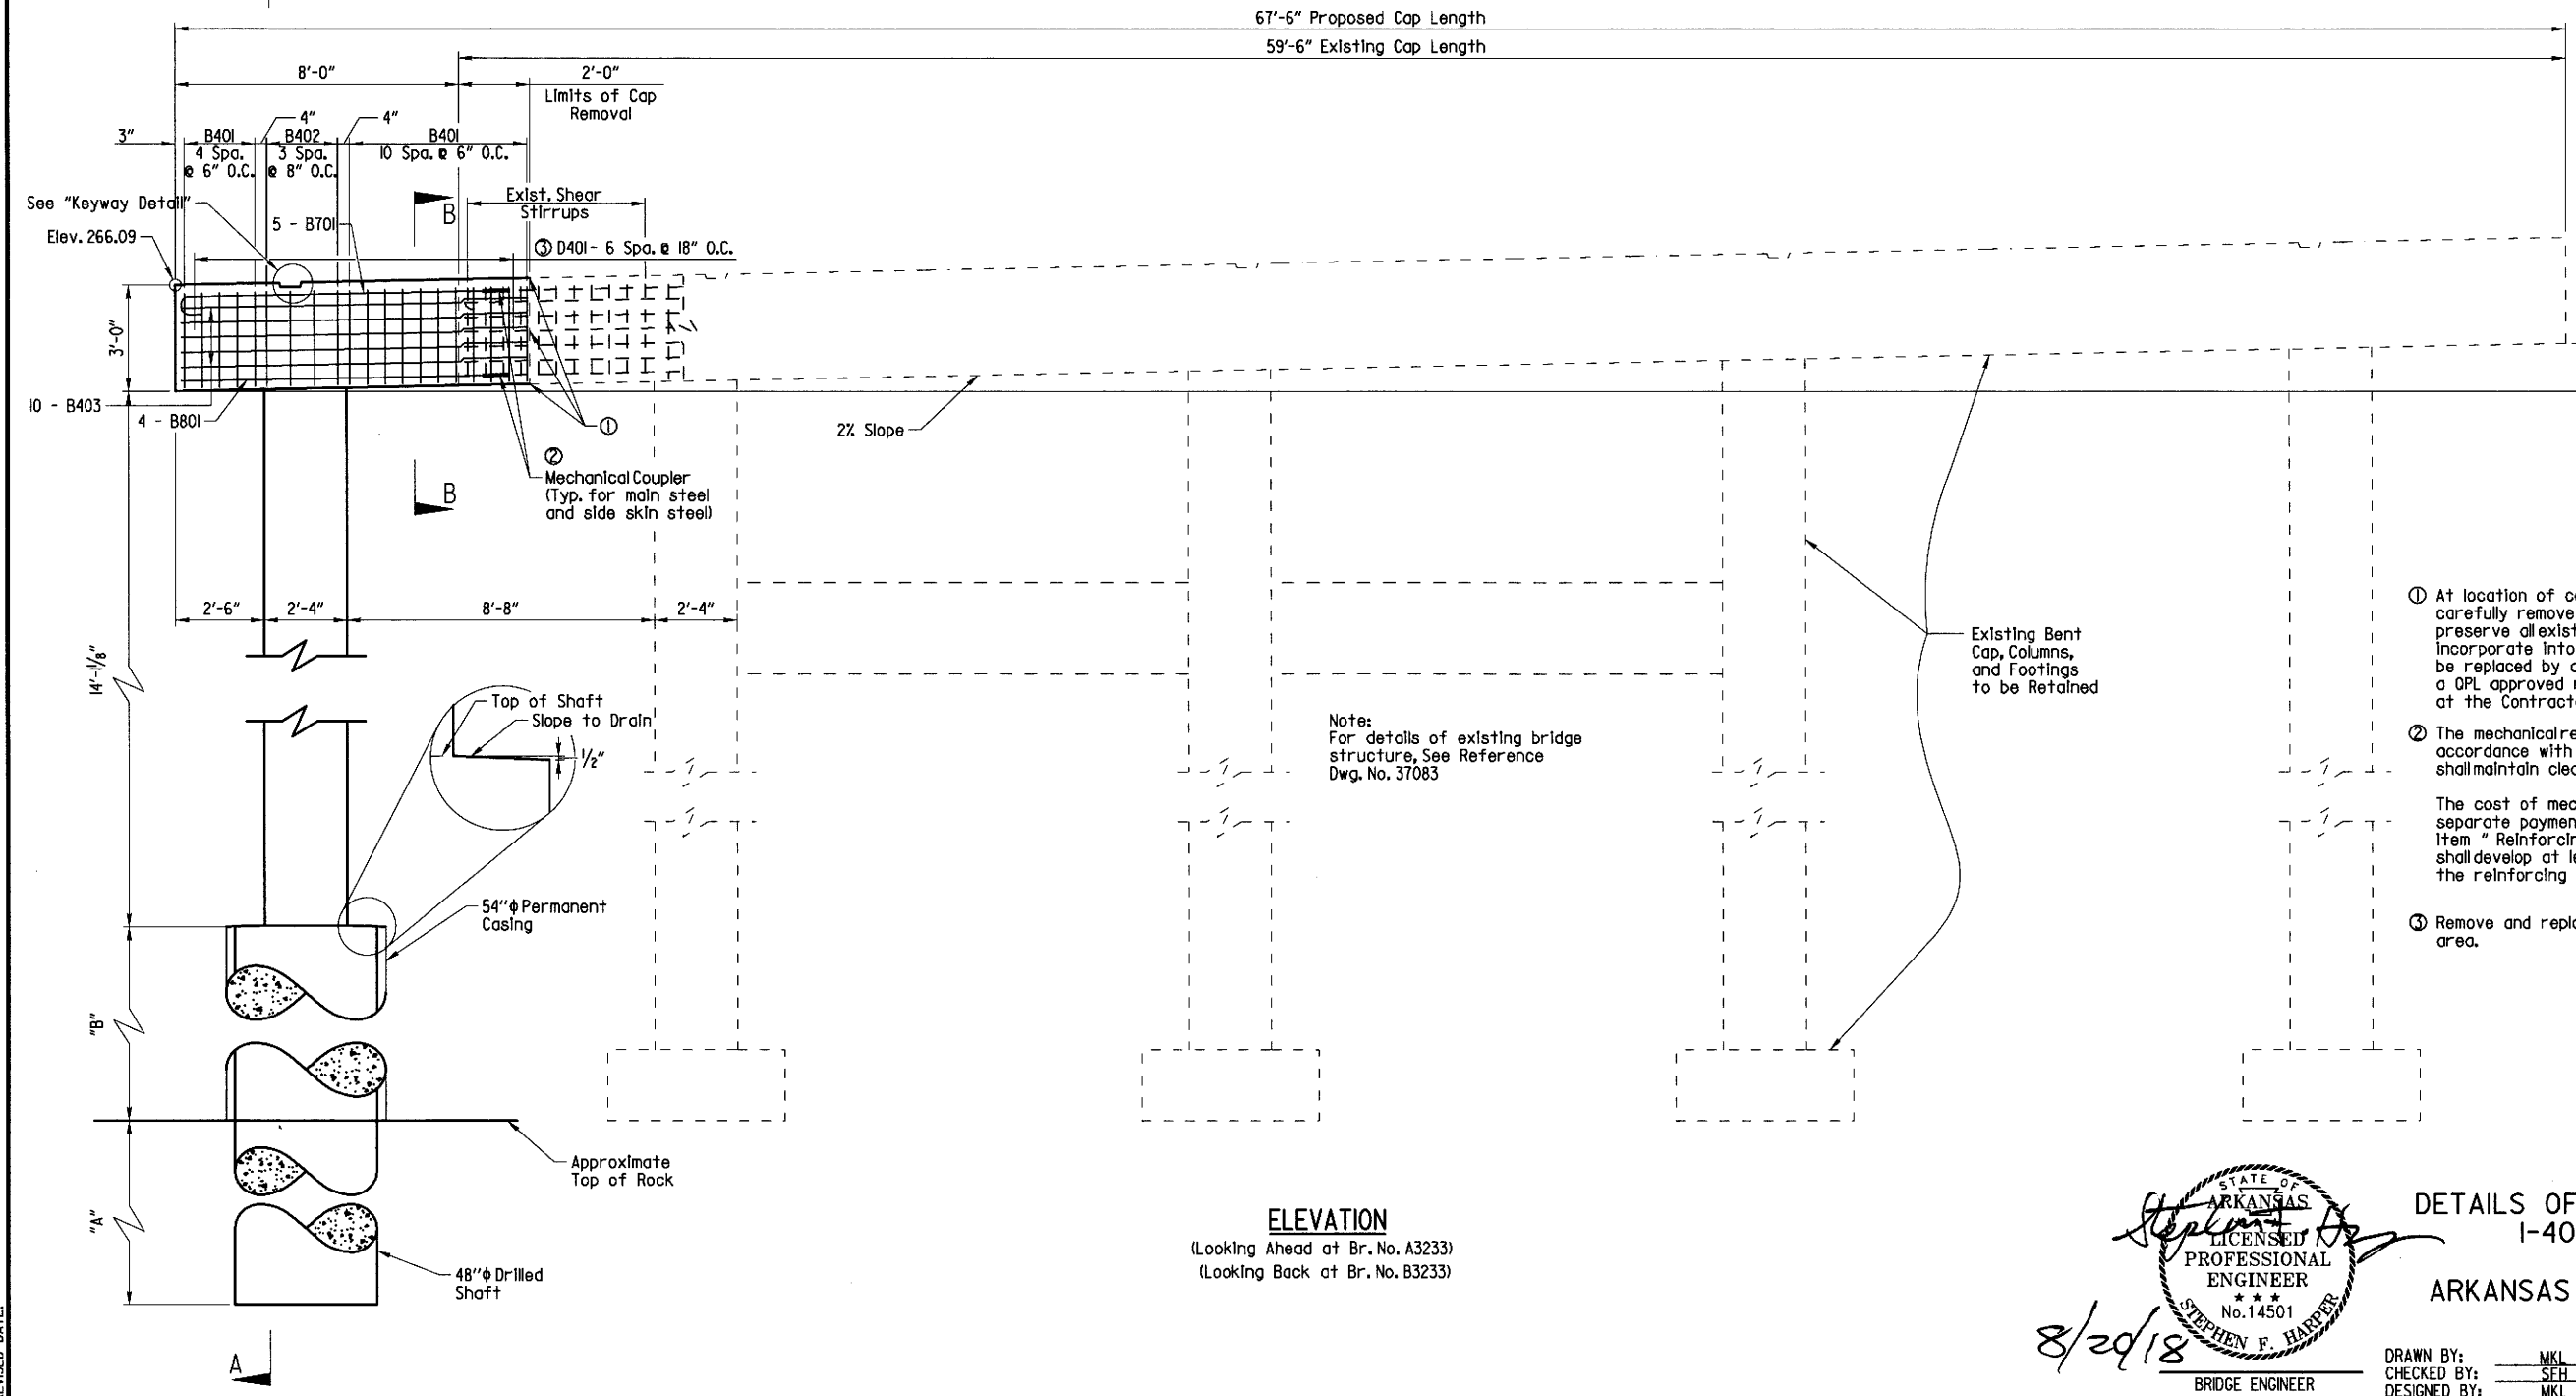 67'-6" Proposed Cap Length
59'-6" Existing Cap Length
8'-0"
2'-0"
Limits of Cap
Removal
3"
B401
4 Spa.
@ 6" O.C.
4"
B402
3 Spa.
@ 8" O.C.
4"
B401
10 Spa. @ 6" O.C.
See "Keyway Detail"
Elev. 266.09
5 - B701
B
Exist. Shear
Stirrups
③ D401 - 6 Spa. @ 18" O.C.
3'-0"
10 - B403
4 - B801
①
②
Mechanical Coupler
(Typ. for main steel
and side skin steel)
B
2% Slope
2'-6"
2'-4"
8'-8"
2'-4"
14'-1⅛"
Top of Shaft
Slope to Drain
½"
Existing Bent
Cap, Columns,
and Footings
to be Retained
Note:
For details of existing bridge
structure, See Reference
Dwg. No. 37083
54"ϕ Permanent
Casing
"B"
Approximate
Top of Rock
"A"
48"ϕ Drilled
Shaft
A
ELEVATION
(Looking Ahead at Br. No. A3233)
(Looking Back at Br. No. B3233)
① At location of
carefully remove
preserve all exist
incorporate into
be replaced by
a QPL approved
at the Contract
② The mechanical re
accordance with
shall maintain clea
The cost of mec
separate paymen
Item "Reinforcin
shall develop at le
the reinforcing
③ Remove and repla
area.
STATE OF
ARKANSAS
LICENSED
PROFESSIONAL
ENGINEER
★ ★ ★
No. 14501
STEPHEN F. HARPER
8/20/18
BRIDGE ENGINEER
DETAILS OF
I-40
ARKANSAS
DRAWN BY: MKL
CHECKED BY: SFH
DESIGNED BY: MKL
REVISED DATE: